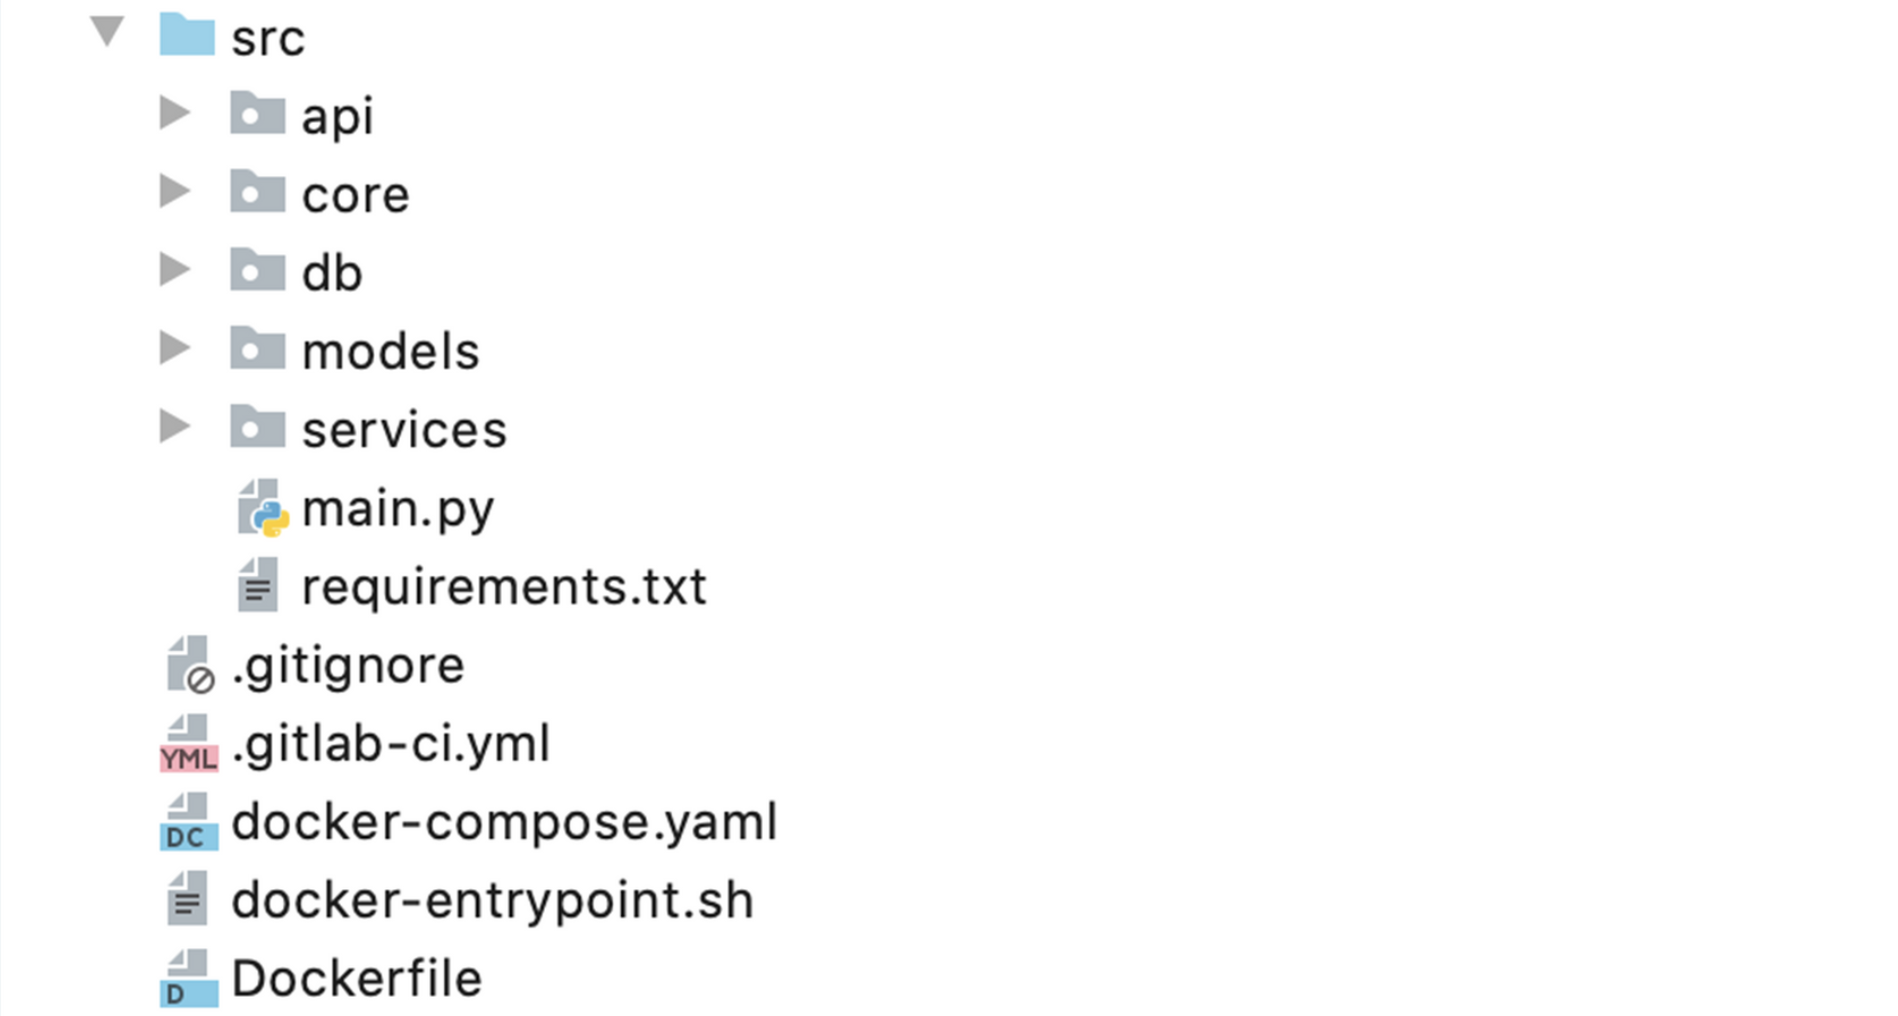 src
api
core
db
models
services
main.py
requirements.txt
.gitignore
YML .gitlab-ci.yml
DC docker-compose.yaml
docker-entrypoint.sh
D Dockerfile